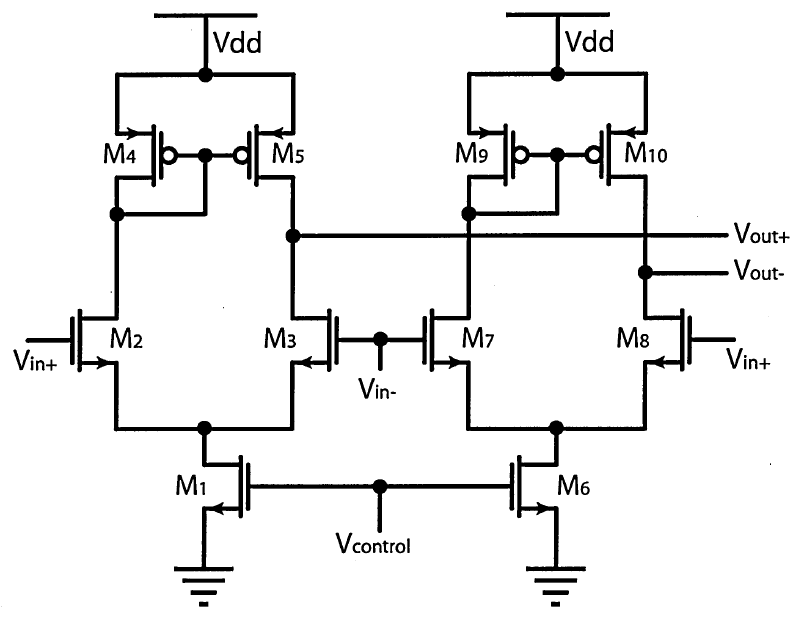 Vdd
Vdd
M4
M5
M9
M10
Vout+
Vout-
M2
M3
M7
M8
Vin+
Vin-
Vin+
M1
M6
Vcontrol